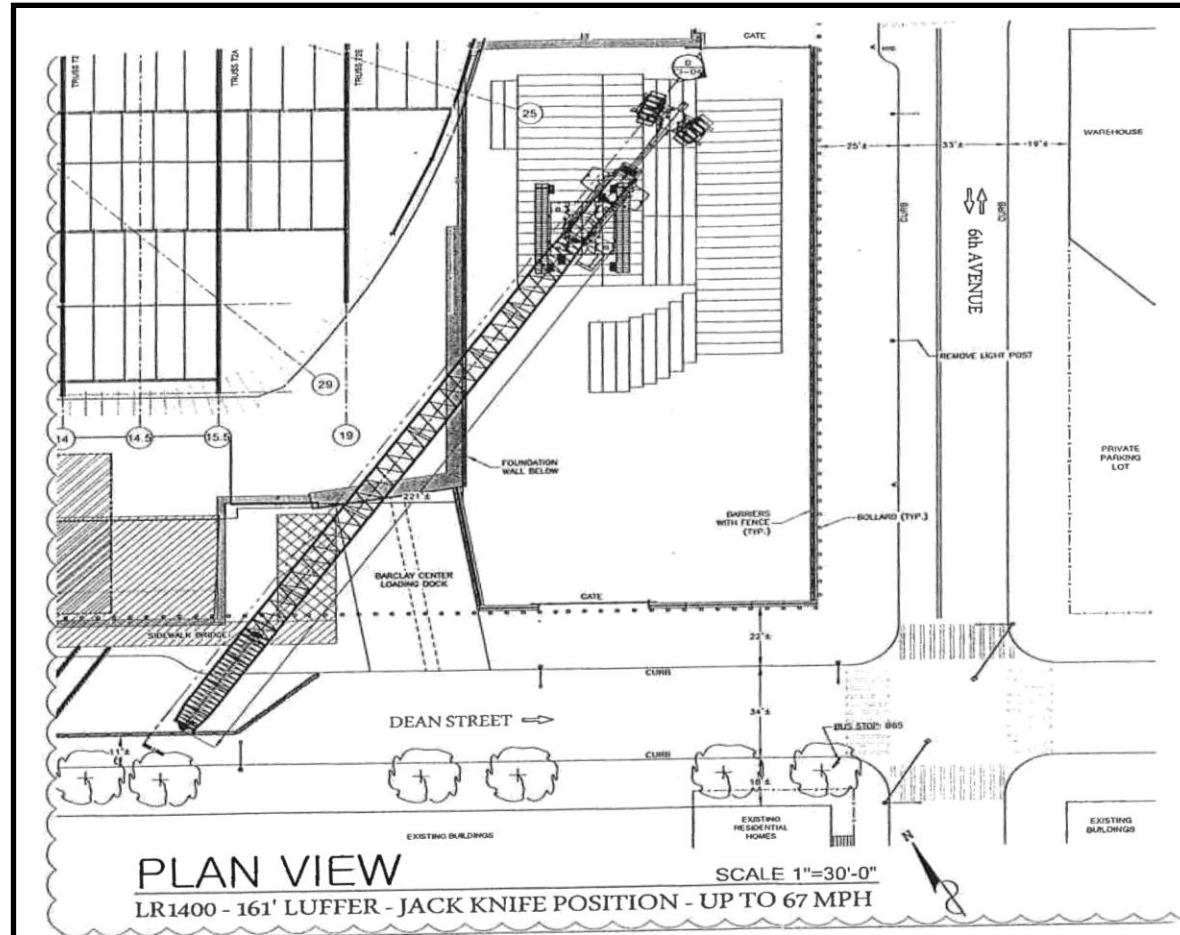 TRUSS T2
TRUSS T2A
TRUSS T2E
GATE
25
25'±
33'±
19'±
WAREHOUSE
CURB
CURB
6th AVENUE
REMOVE LIGHT POST
29
14
14.5
15.5
19
FOUNDATION
WALL BELOW
221'±
PRIVATE
PARKING
LOT
BARRIERS
WITH FENCE
(TYP.)
BOLLARD (TYP.)
BARCLAY CENTER
LOADING DOCK
GATE
SIDEWALK BRIDGE
22'±
CURB
DEAN STREET
34'±
BUS STOP: B65
11'±
CURB
EXISTING BUILDINGS
EXISTING
RESIDENTIAL
HOMES
EXISTING
BUILDINGS
N
PLAN VIEW
SCALE 1"=30'-0"
LR1400 - 161' LUFFER - JACK KNIFE POSITION - UP TO 67 MPH